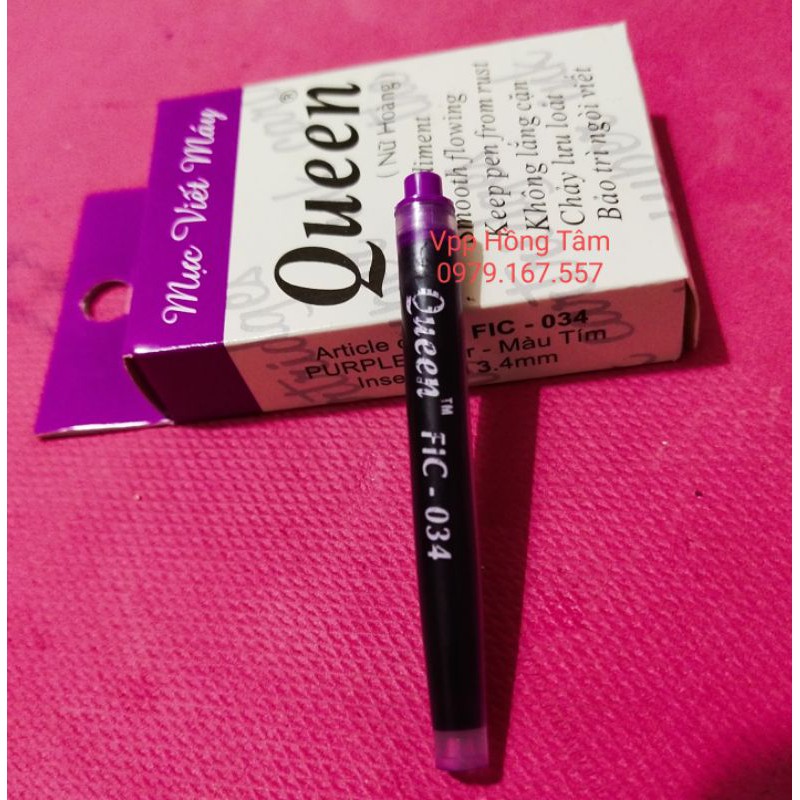 Mực Viết Máy
Queen®
(Nữ Hoàng)
Smooth flowing
Keep pen from rust
Không lắng cặn
Chảy lưu loát
Bảo trì ngòi viết
Vpp Hồng Tâm
0979.167.557
FIC - 034
Article - Màu Tím
PURPLE 3.4mm
Queen™ FiC - 034